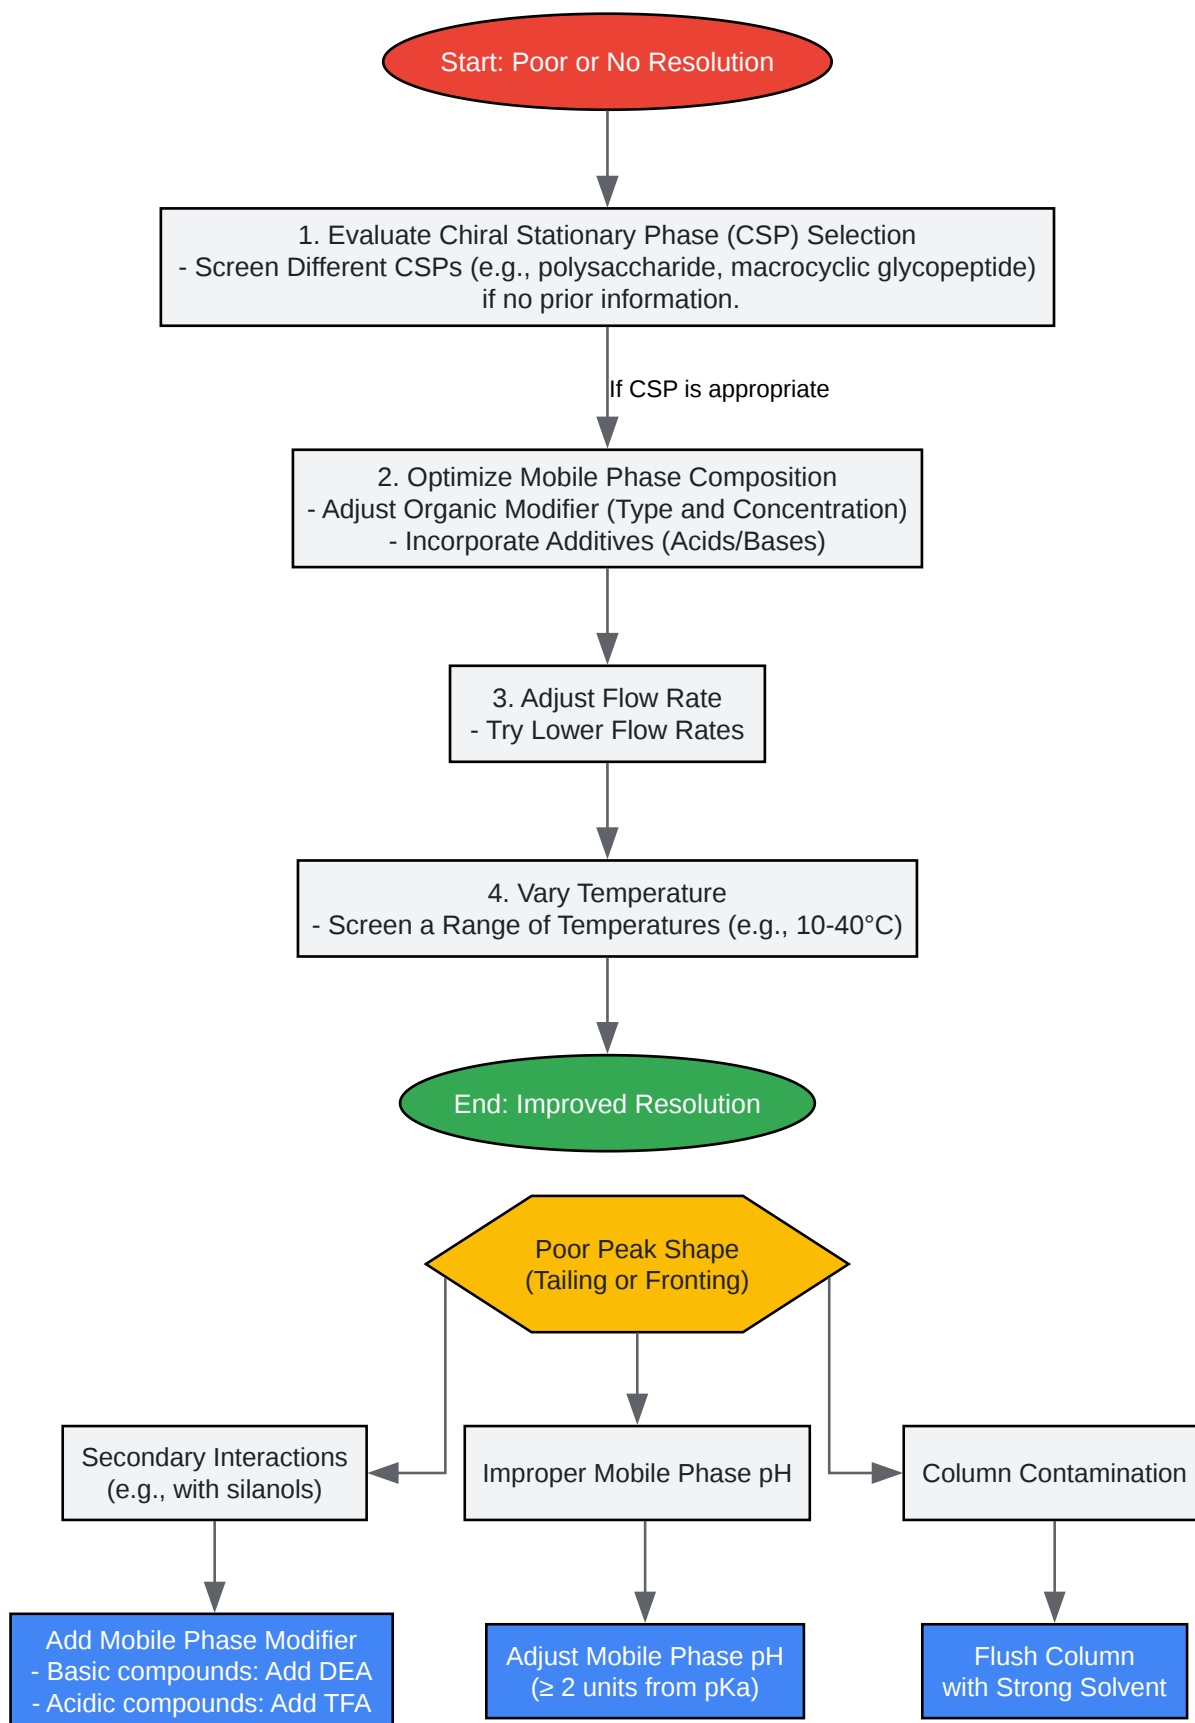 Start: Poor or No Resolution
1. Evaluate Chiral Stationary Phase (CSP) Selection
- Screen Different CSPs (e.g., polysaccharide, macrocyclic glycopeptide)
if no prior information.
If CSP is appropriate
2. Optimize Mobile Phase Composition
- Adjust Organic Modifier (Type and Concentration)
- Incorporate Additives (Acids/Bases)
3. Adjust Flow Rate
- Try Lower Flow Rates
4. Vary Temperature
- Screen a Range of Temperatures (e.g., 10-40°C)
End: Improved Resolution
Poor Peak Shape
(Tailing or Fronting)
Secondary Interactions
(e.g., with silanols)
Improper Mobile Phase pH
Column Contamination
Add Mobile Phase Modifier
- Basic compounds: Add DEA
- Acidic compounds: Add TFA
Adjust Mobile Phase pH
(≥ 2 units from pKa)
Flush Column
with Strong Solvent